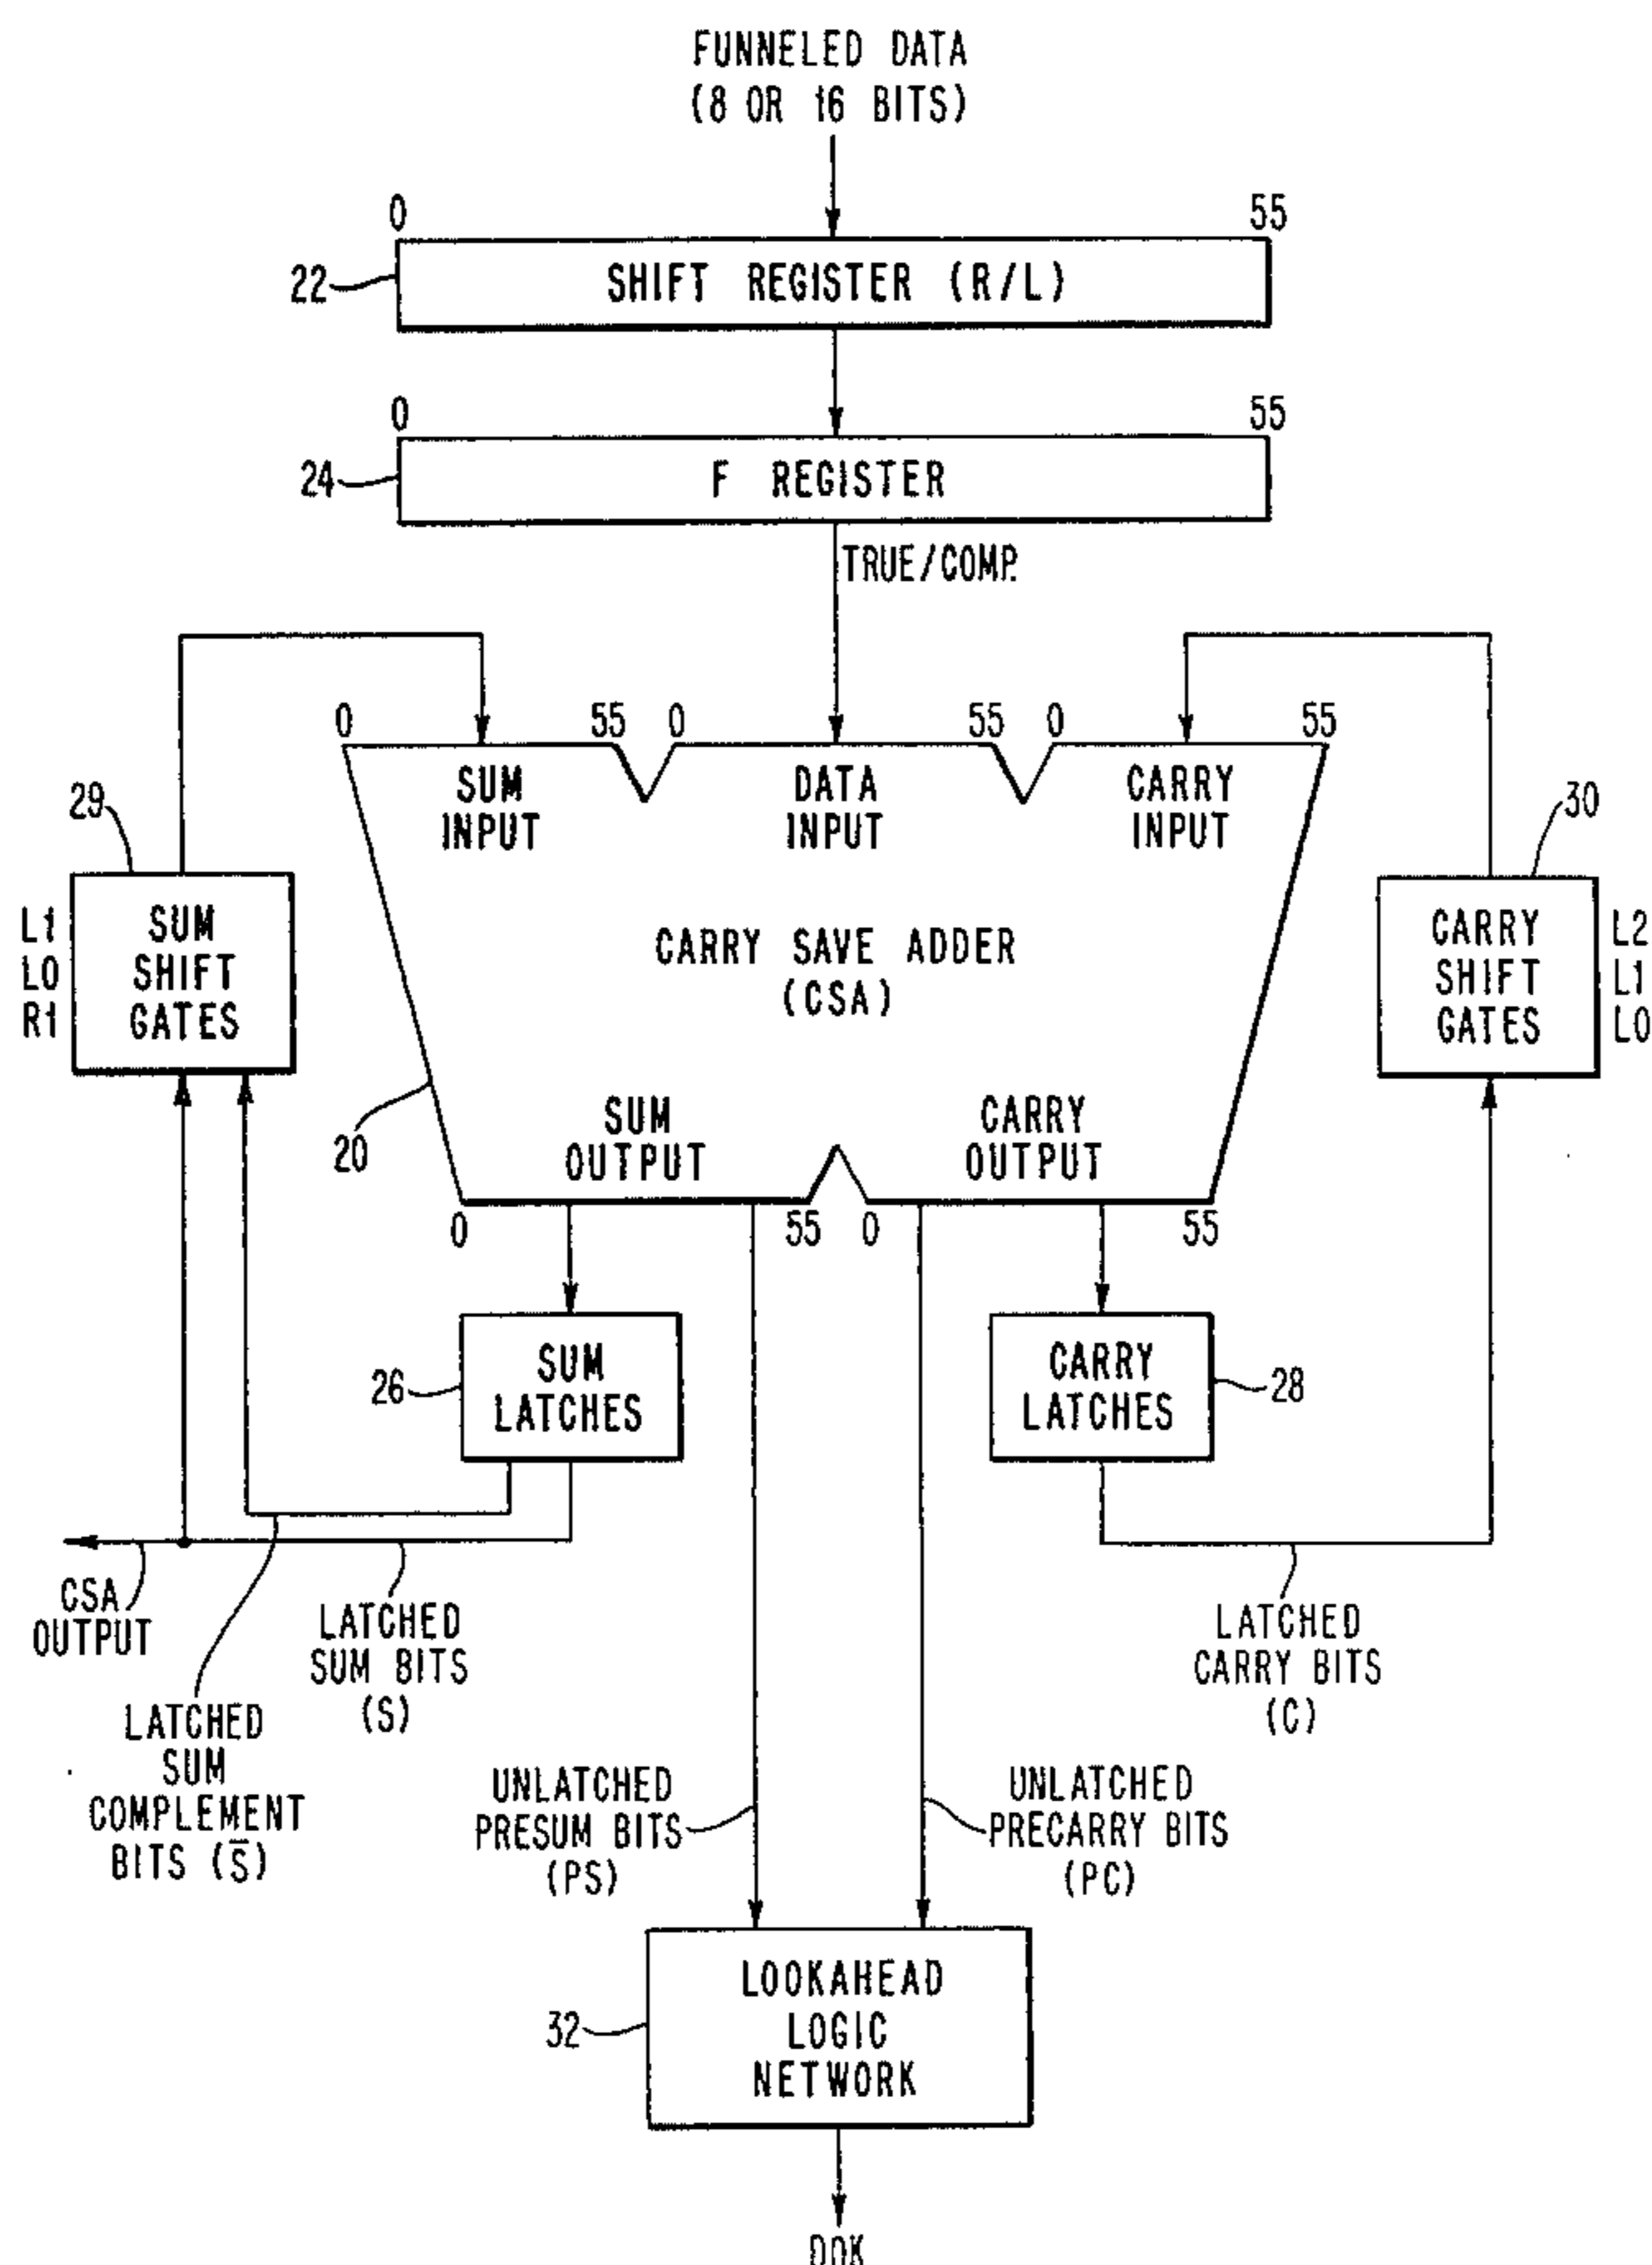 FUNNELED DATA
(8 OR 16 BITS)
0 55
22
SHIFT REGISTER (R/L)
0 55
24
F REGISTER
TRUE/COMP.
0 55 0 55 0 55
SUM
INPUT
DATA
INPUT
CARRY
INPUT
29
30
L1
L0
R1
SUM
SHIFT
GATES
CARRY SAVE ADDER
(CSA)
CARRY
SHIFT
GATES
L2
L1
L0
20
SUM
OUTPUT
CARRY
OUTPUT
0 55 0 55
26
SUM
LATCHES
CARRY
LATCHES
28
CSA
OUTPUT
LATCHED
SUM BITS
(S)
LATCHED
CARRY BITS
(C)
LATCHED
SUM
COMPLEMENT
BITS (S̅)
UNLATCHED
PRESUM BITS
(PS)
UNLATCHED
PRECARRY BITS
(PC)
32
LOOKAHEAD
LOGIC
NETWORK